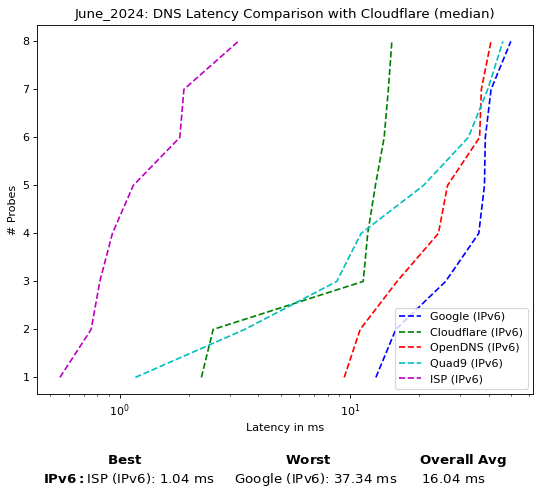 June_2024: DNS Latency Comparison with Cloudflare (median)
8
7
6
5
4
3
2
1
# Probes
Google (IPv6)
Cloudflare (IPv6)
OpenDNS (IPv6)
Quad9 (IPv6)
ISP (IPv6)
10⁰ 10¹
Latency in ms
Best Worst Overall Avg
IPv6: ISP (IPv6): 1.04 ms Google (IPv6): 37.34 ms 16.04 ms